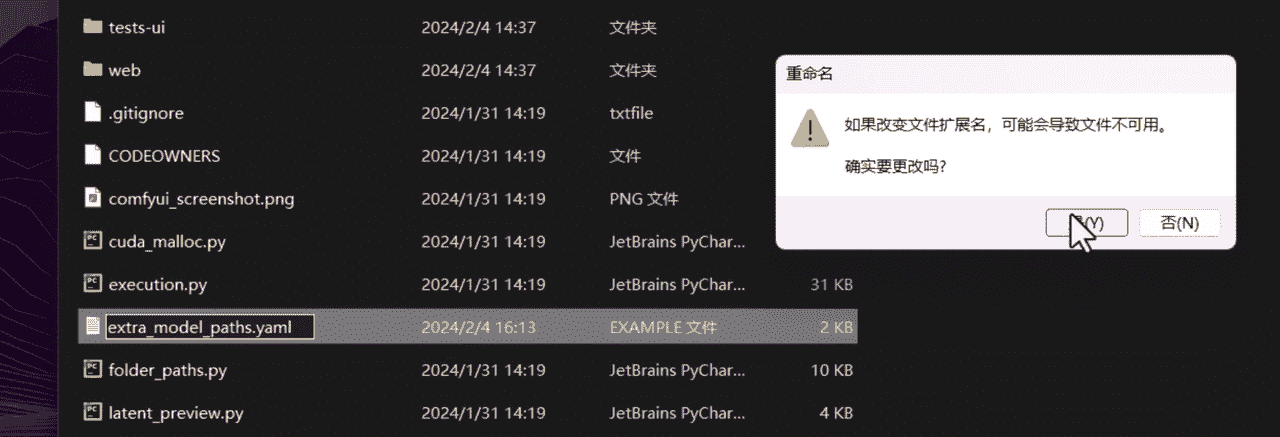 tests-ui 2024/2/4 14:37 文件夹
web 2024/2/4 14:37 文件夹
.gitignore 2024/1/31 14:19 txtfile
CODEOWNERS 2024/1/31 14:19 文件
comfyui_screenshot.png 2024/1/31 14:19 PNG 文件
cuda_malloc.py 2024/1/31 14:19 JetBrains PyChar...
execution.py 2024/1/31 14:19 JetBrains PyChar... 31 KB
extra_model_paths.yaml 2024/2/4 16:13 EXAMPLE 文件 2 KB
folder_paths.py 2024/1/31 14:19 JetBrains PyChar... 10 KB
latent_preview.py 2024/1/31 14:19 JetBrains PyChar... 4 KB
重命名
如果改变文件扩展名，可能会导致文件不可用。
确实要更改吗?
(Y) 否(N)